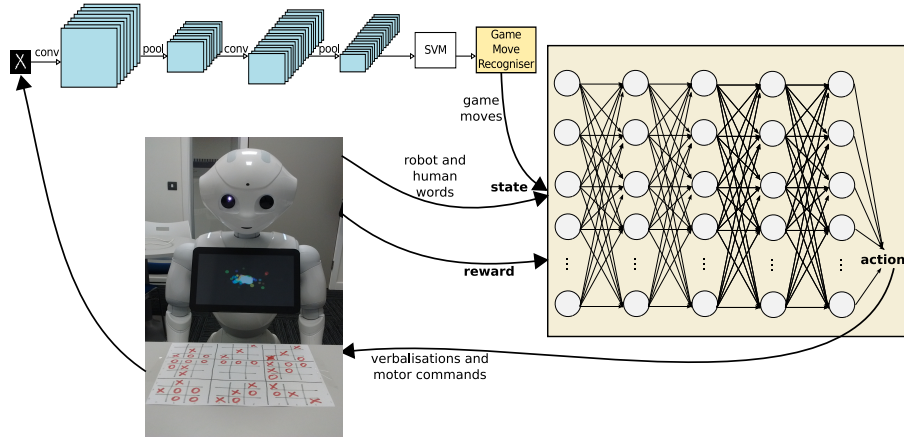 X
conv
pool
conv
pool
SVM
Game
Move
Recogniser
game
moves
robot and
human
words
state
reward
action
verbalisations and
motor commands